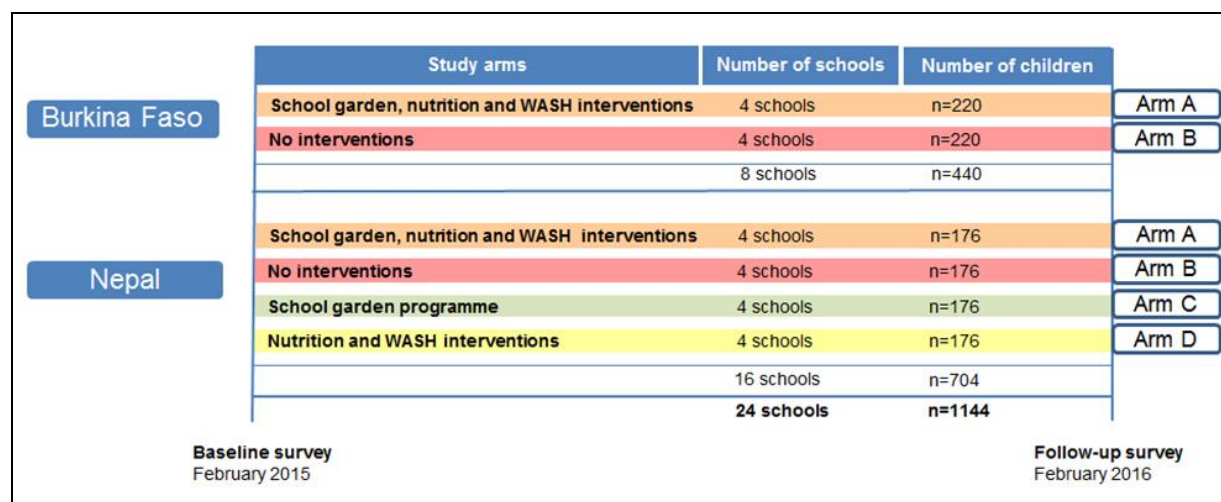 Study arms Number of schools Number of children
Burkina Faso
School garden, nutrition and WASH interventions 4 schools n=220 Arm A
No interventions 4 schools n=220 Arm B
8 schools n=440
Nepal
School garden, nutrition and WASH interventions 4 schools n=176 Arm A
No interventions 4 schools n=176 Arm B
School garden programme 4 schools n=176 Arm C
Nutrition and WASH interventions 4 schools n=176 Arm D
16 schools n=704
24 schools n=1144
Baseline survey Follow-up survey
February 2015 February 2016